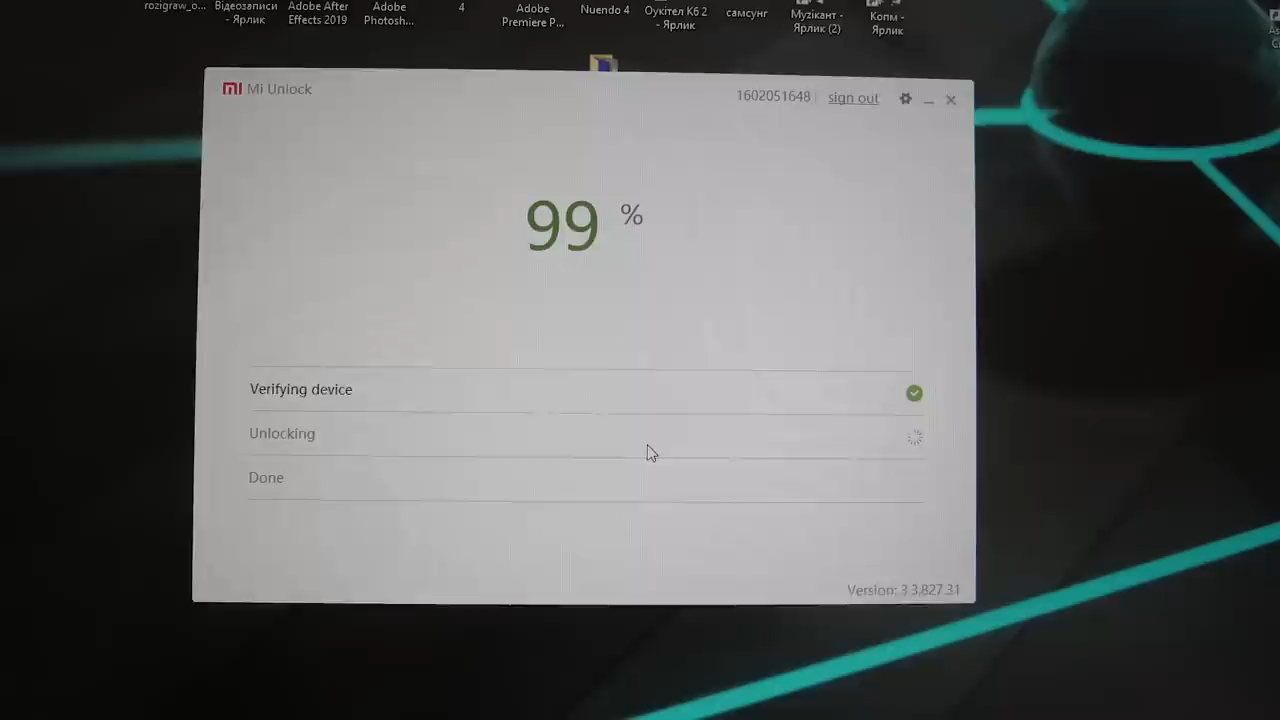 rozigraw_o...
Відеозаписи - Ярлик
Adobe After Effects 2019
Adobe Photosh...
4
Adobe Premiere P...
Nuendo 4
Оукітел К6 2 - Ярлик
самсунг
Музікант - Ярлик (2)
Копм - Ярлик
mi Mi Unlock
1602051648
sign out
99 %
Verifying device
Unlocking
Done
Version: 3.3.827.31